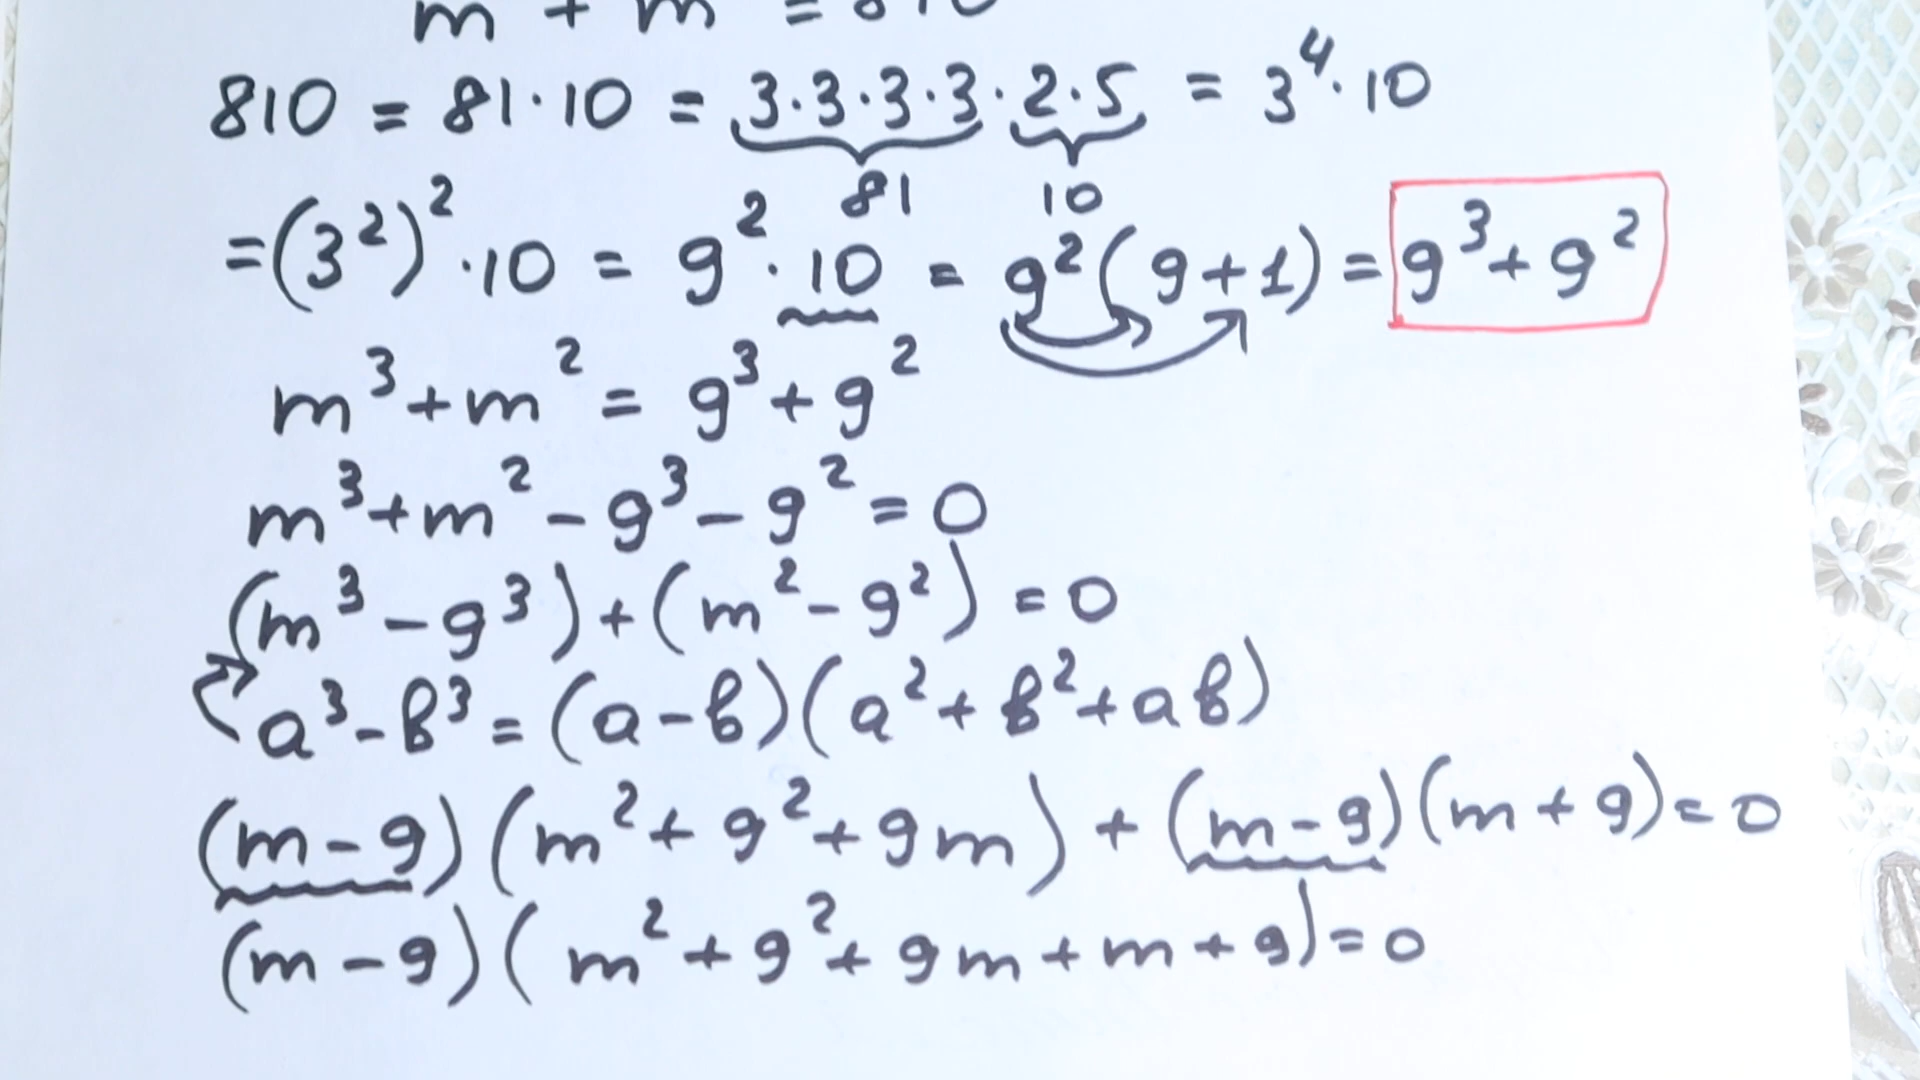 m + m = 810
810 = 81·10 = 3·3·3·3·2·5 = 3⁴·10
81 10
=(3²)²·10 = 9²·10 = 9²(9+1) = 9³+9²
m³+m² = 9³+9²
m³+m²-9³-9²=0
(m³-9³)+(m²-9²)=0
a³-b³=(a-b)(a²+b²+ab)
(m-9)(m²+9²+9m)+(m-9)(m+9)=0
(m-9)(m²+9²+9m+m+9)=0